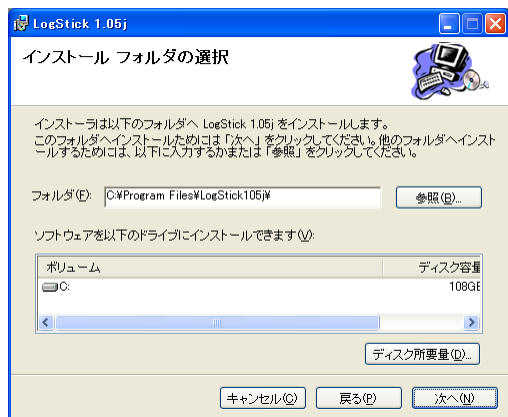 LogStick 1.05j
インストール フォルダの選択
インストーラは以下のフォルダへ LogStick 1.05j をインストールします。
このフォルダへインストールためには「次へ」をクリックしてください。他のフォルダへインスト
ールするためには、以下に入力するかまたは「参照」をクリックしてください。
フォルダ(F): C:¥Program Files¥LogStick105j¥ 参照(B)...
ソフトウェアを以下のドライブにインストールできます(V):
ボリューム ディスク容量
C: 108GE
ディスク所要量(D)...
キャンセル(C) 戻る(P) 次へ(N)